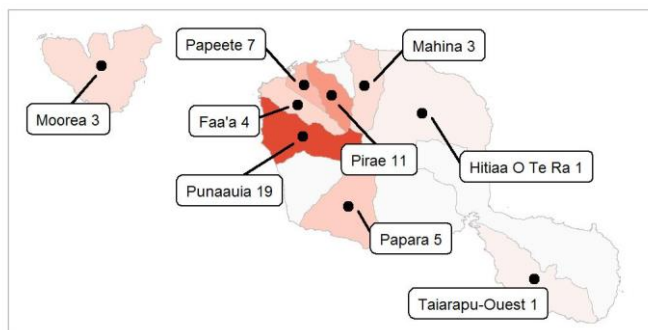 Papeete 7
Mahina 3
Moorea 3
Faa'a 4
Pirae 11
Hitiaa O Te Ra 1
Punaauia 19
Papara 5
Taiarapu-Ouest 1